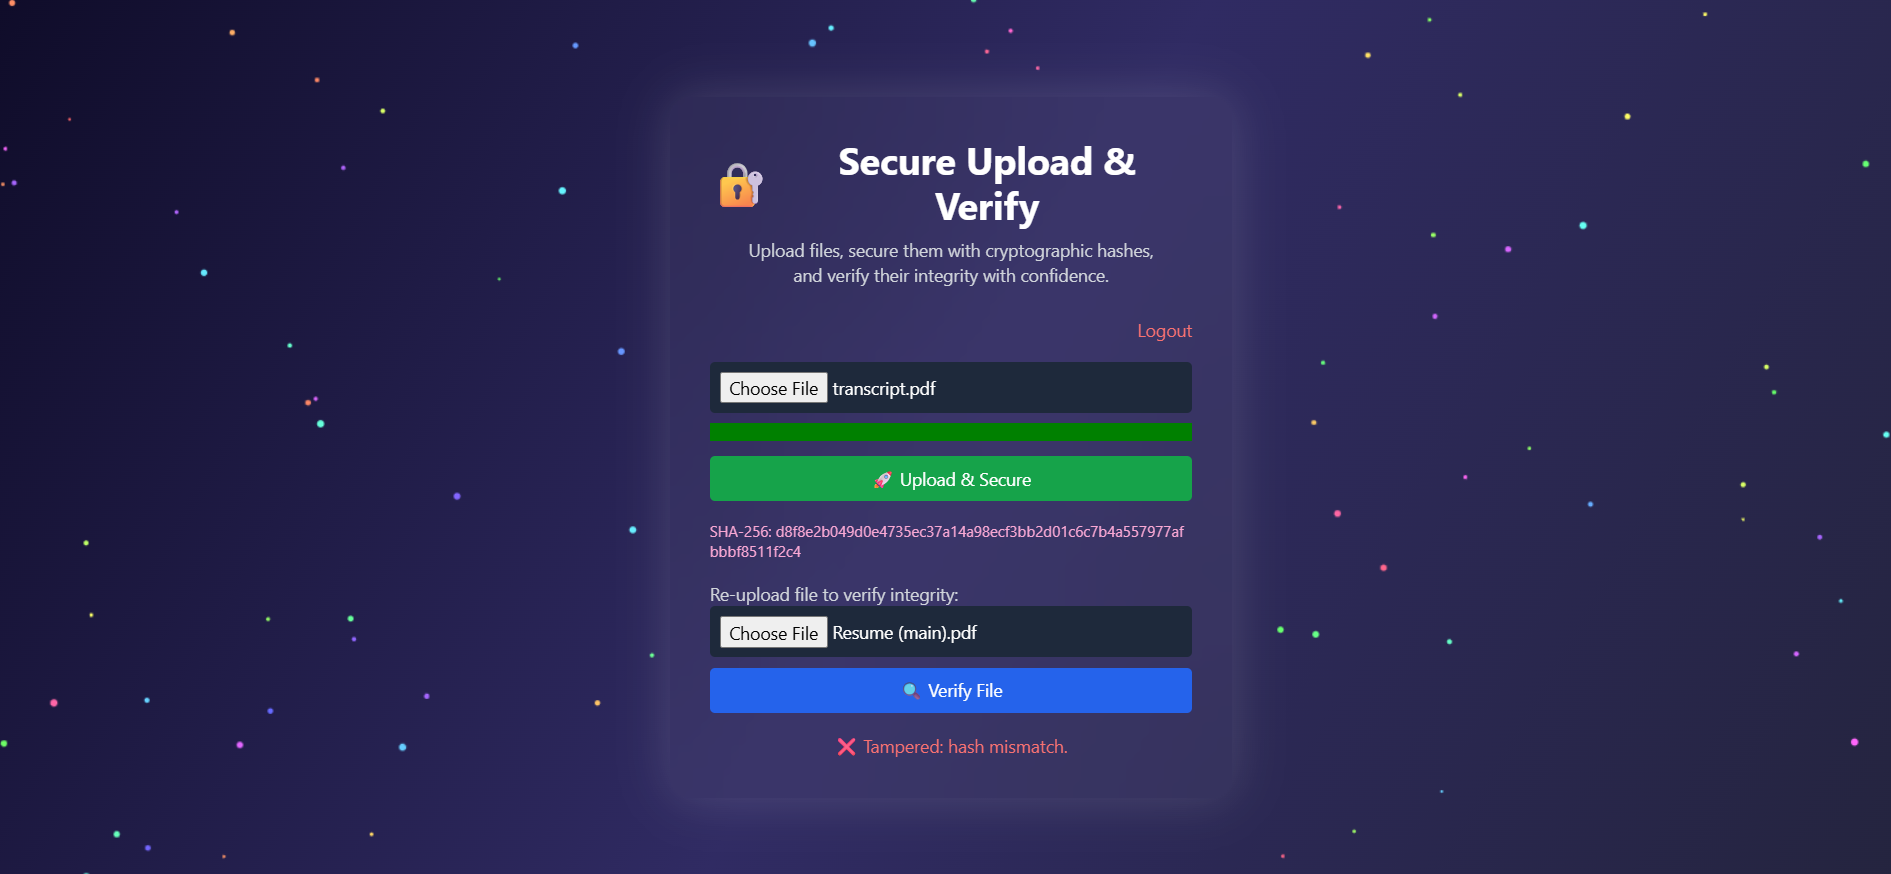 Secure Upload &
Verify
Upload files, secure them with cryptographic hashes,
and verify their integrity with confidence.
Logout
Choose File transcript.pdf
🚀 Upload & Secure
SHA-256: d8f8e2b049d0e4735ec37a14a98ecf3bb2d01c6c7b4a557977af
bbbf8511f2c4
Re-upload file to verify integrity:
Choose File Resume (main).pdf
🔍 Verify File
❌ Tampered: hash mismatch.